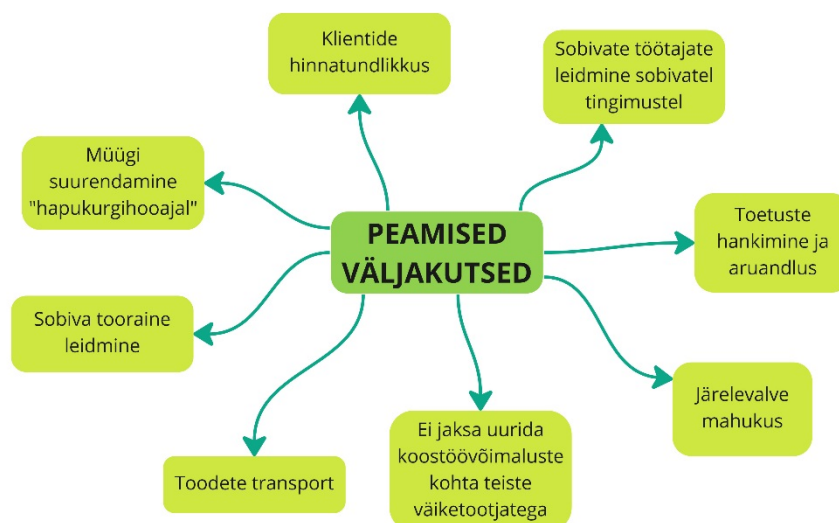 Klientide
hinnatundlikkus
Sobivate töötajate
leidmine sobivatel
tingimustel
Müügi
suurendamine
"hapukurgihooajal"
PEAMISED
VÄLJAKUTSED
Toetuste
hankimine ja
aruandlus
Sobiva tooraine
leidmine
Järelevalve
mahukus
Ei jaksa uurida
koostöövõimaluste
kohta teiste
väiketootjatega
Toodete transport